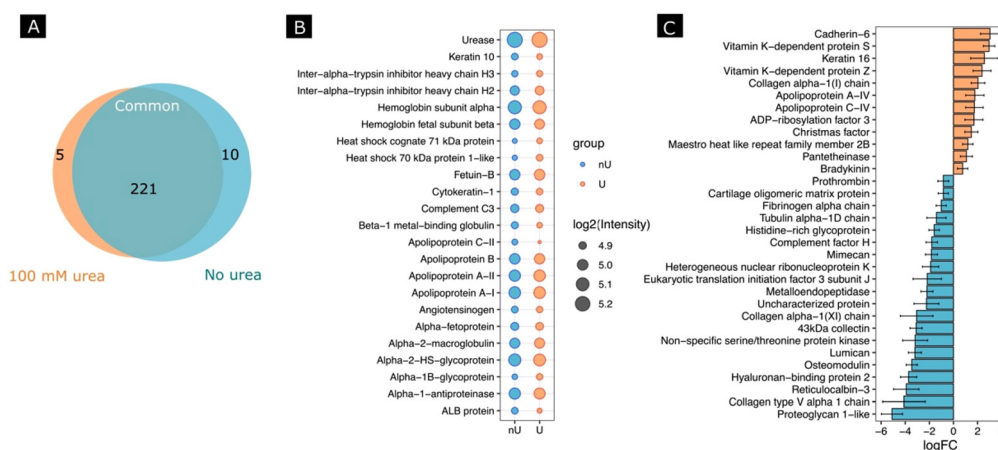 A
Common
5
10
221
100 mM urea
No urea
B
Urease
Keratin 10
Inter-alpha-trypsin inhibitor heavy chain H3
Inter-alpha-trypsin inhibitor heavy chain H2
Hemoglobin subunit alpha
Hemoglobin fetal subunit beta
Heat shock cognate 71 kDa protein
Heat shock 70 kDa protein 1-like
Fetuin-B
Cytokeratin-1
Complement C3
Beta-1 metal-binding globulin
Apolipoprotein C-II
Apolipoprotein B
Apolipoprotein A-II
Apolipoprotein A-I
Angiotensinogen
Alpha-fetoprotein
Alpha-2-macroglobulin
Alpha-2-HS-glycoprotein
Alpha-1B-glycoprotein
Alpha-1-antiproteinase
ALB protein
nU U
group
nU
U
log2(Intensity)
4.9
5.0
5.1
5.2
C
Cadherin-6
Vitamin K-dependent protein S
Keratin 16
Vitamin K-dependent protein Z
Collagen alpha-1(I) chain
Apolipoprotein A-IV
Apolipoprotein C-IV
ADP-ribosylation factor 3
Christmas factor
Maestro heat like repeat family member 2B
Pantetheinase
Bradykinin
Prothrombin
Cartilage oligomeric matrix protein
Fibrinogen alpha chain
Tubulin alpha-1D chain
Histidine-rich glycoprotein
Complement factor H
Mimecan
Heterogeneous nuclear ribonucleoprotein K
Eukaryotic translation initiation factor 3 subunit J
Metalloendopeptidase
Uncharacterized protein
Collagen alpha-1(XI) chain
43kDa collectin
Non-specific serine/threonine protein kinase
Lumican
Osteomodulin
Hyaluronan-binding protein 2
Reticulocalbin-3
Collagen type V alpha 1 chain
Proteoglycan 1-like
−6 −4 −2 0 2
logFC